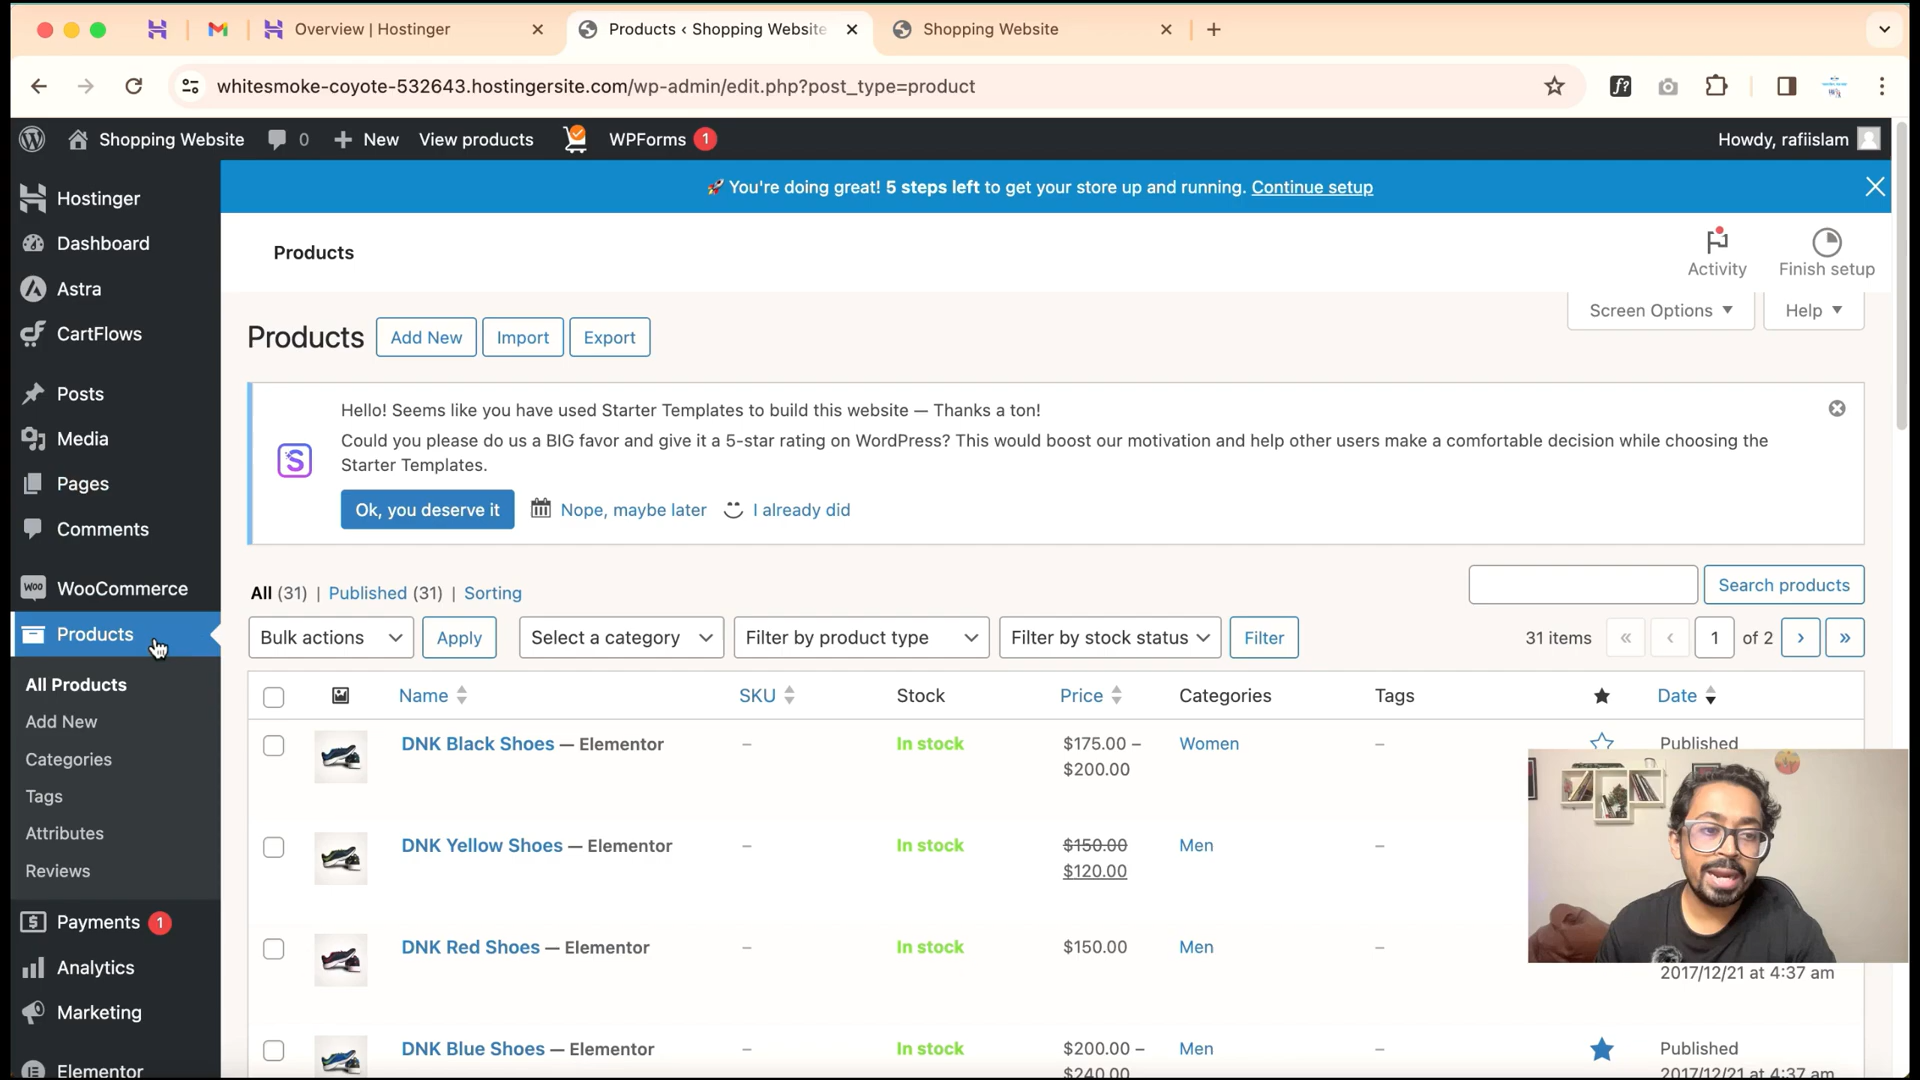 Overview | Hostinger
Products ‹ Shopping Website
Shopping Website
whitesmoke-coyote-532643.hostingersite.com/wp-admin/edit.php?post_type=product
f?
Shopping Website
0
New
View products
WPForms 1
Howdy, rafiislam
🚀 You're doing great! 5 steps left to get your store up and running. Continue setup
Hostinger
Dashboard
Astra
CartFlows
Posts
Media
Pages
Comments
WooCommerce
Products
All Products
Add New
Categories
Tags
Attributes
Reviews
Payments 1
Analytics
Marketing
Elementor
Products
Activity
Finish setup
Screen Options
Help
Products
Add New
Import
Export
Hello! Seems like you have used Starter Templates to build this website — Thanks a ton!
Could you please do us a BIG favor and give it a 5-star rating on WordPress? This would boost our motivation and help other users make a comfortable decision while choosing the
Starter Templates.
Ok, you deserve it
Nope, maybe later
I already did
All (31) | Published (31) | Sorting
Search products
Bulk actions
Apply
Select a category
Filter by product type
Filter by stock status
Filter
31 items « ‹ 1 of 2 › »
Name SKU Stock Price Categories Tags Date
DNK Black Shoes — Elementor – In stock $175.00 – Women – Published
$200.00
DNK Yellow Shoes — Elementor – In stock $150.00 Men –
$120.00
DNK Red Shoes — Elementor – In stock $150.00 Men –
2017/12/21 at 4:37 am
DNK Blue Shoes — Elementor – In stock $200.00 – Men – Published
$240.00 2017/12/21 at 4:37 am